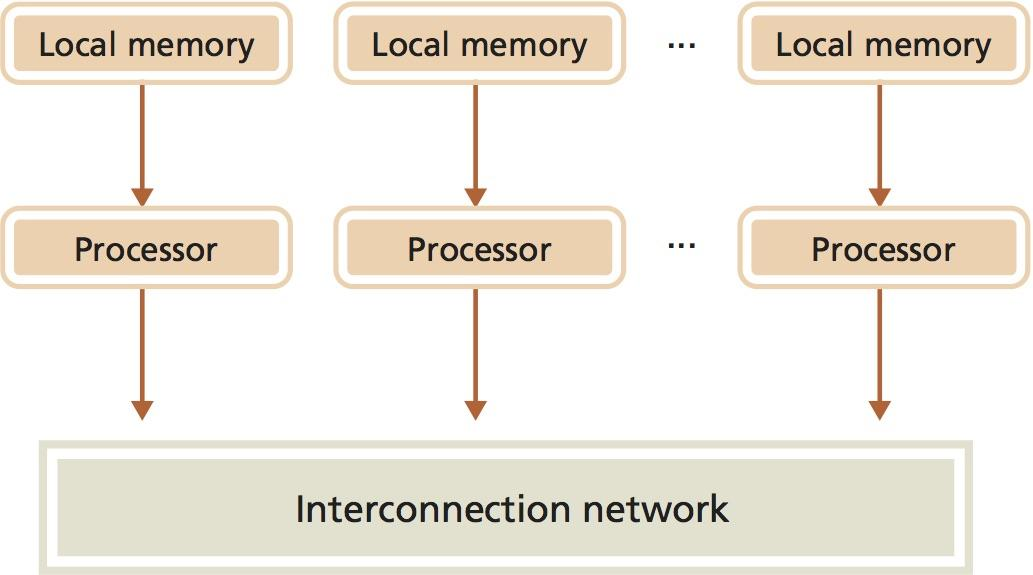 Local memory Local memory ... Local memory
Processor Processor ... Processor
Interconnection network